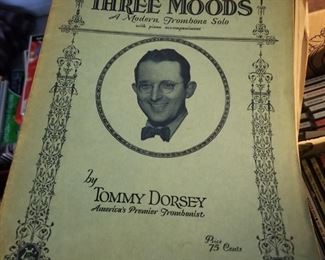 THREE MOODS
A Modern Trombone Solo
with piano accompaniment
by
TOMMY DORSEY
America's Premier Trombonist
Price
75 Cents